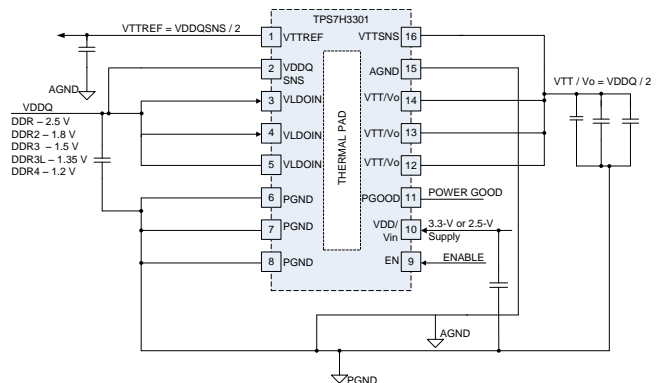 TPS7H3301
VTTREF = VDDQSNS / 2
1 VTTREF
VTTSNS 16
AGND
2 VDDQ
SNS
AGND 15
VTT / Vo = VDDQ / 2
VDDQ
DDR – 2.5 V
DDR2 – 1.8 V
DDR3 – 1.5 V
DDR3L – 1.35 V
DDR4 – 1.2 V
3 VLDOIN
VTT/Vo 14
4 VLDOIN
VTT/Vo 13
5 VLDOIN
VTT/Vo 12
THERMAL PAD
6 PGND
PGOOD 11 POWER GOOD
7 PGND
VDD/
Vin 10 3.3-V or 2.5-V
Supply
8 PGND
EN 9 ENABLE
AGND
PGND